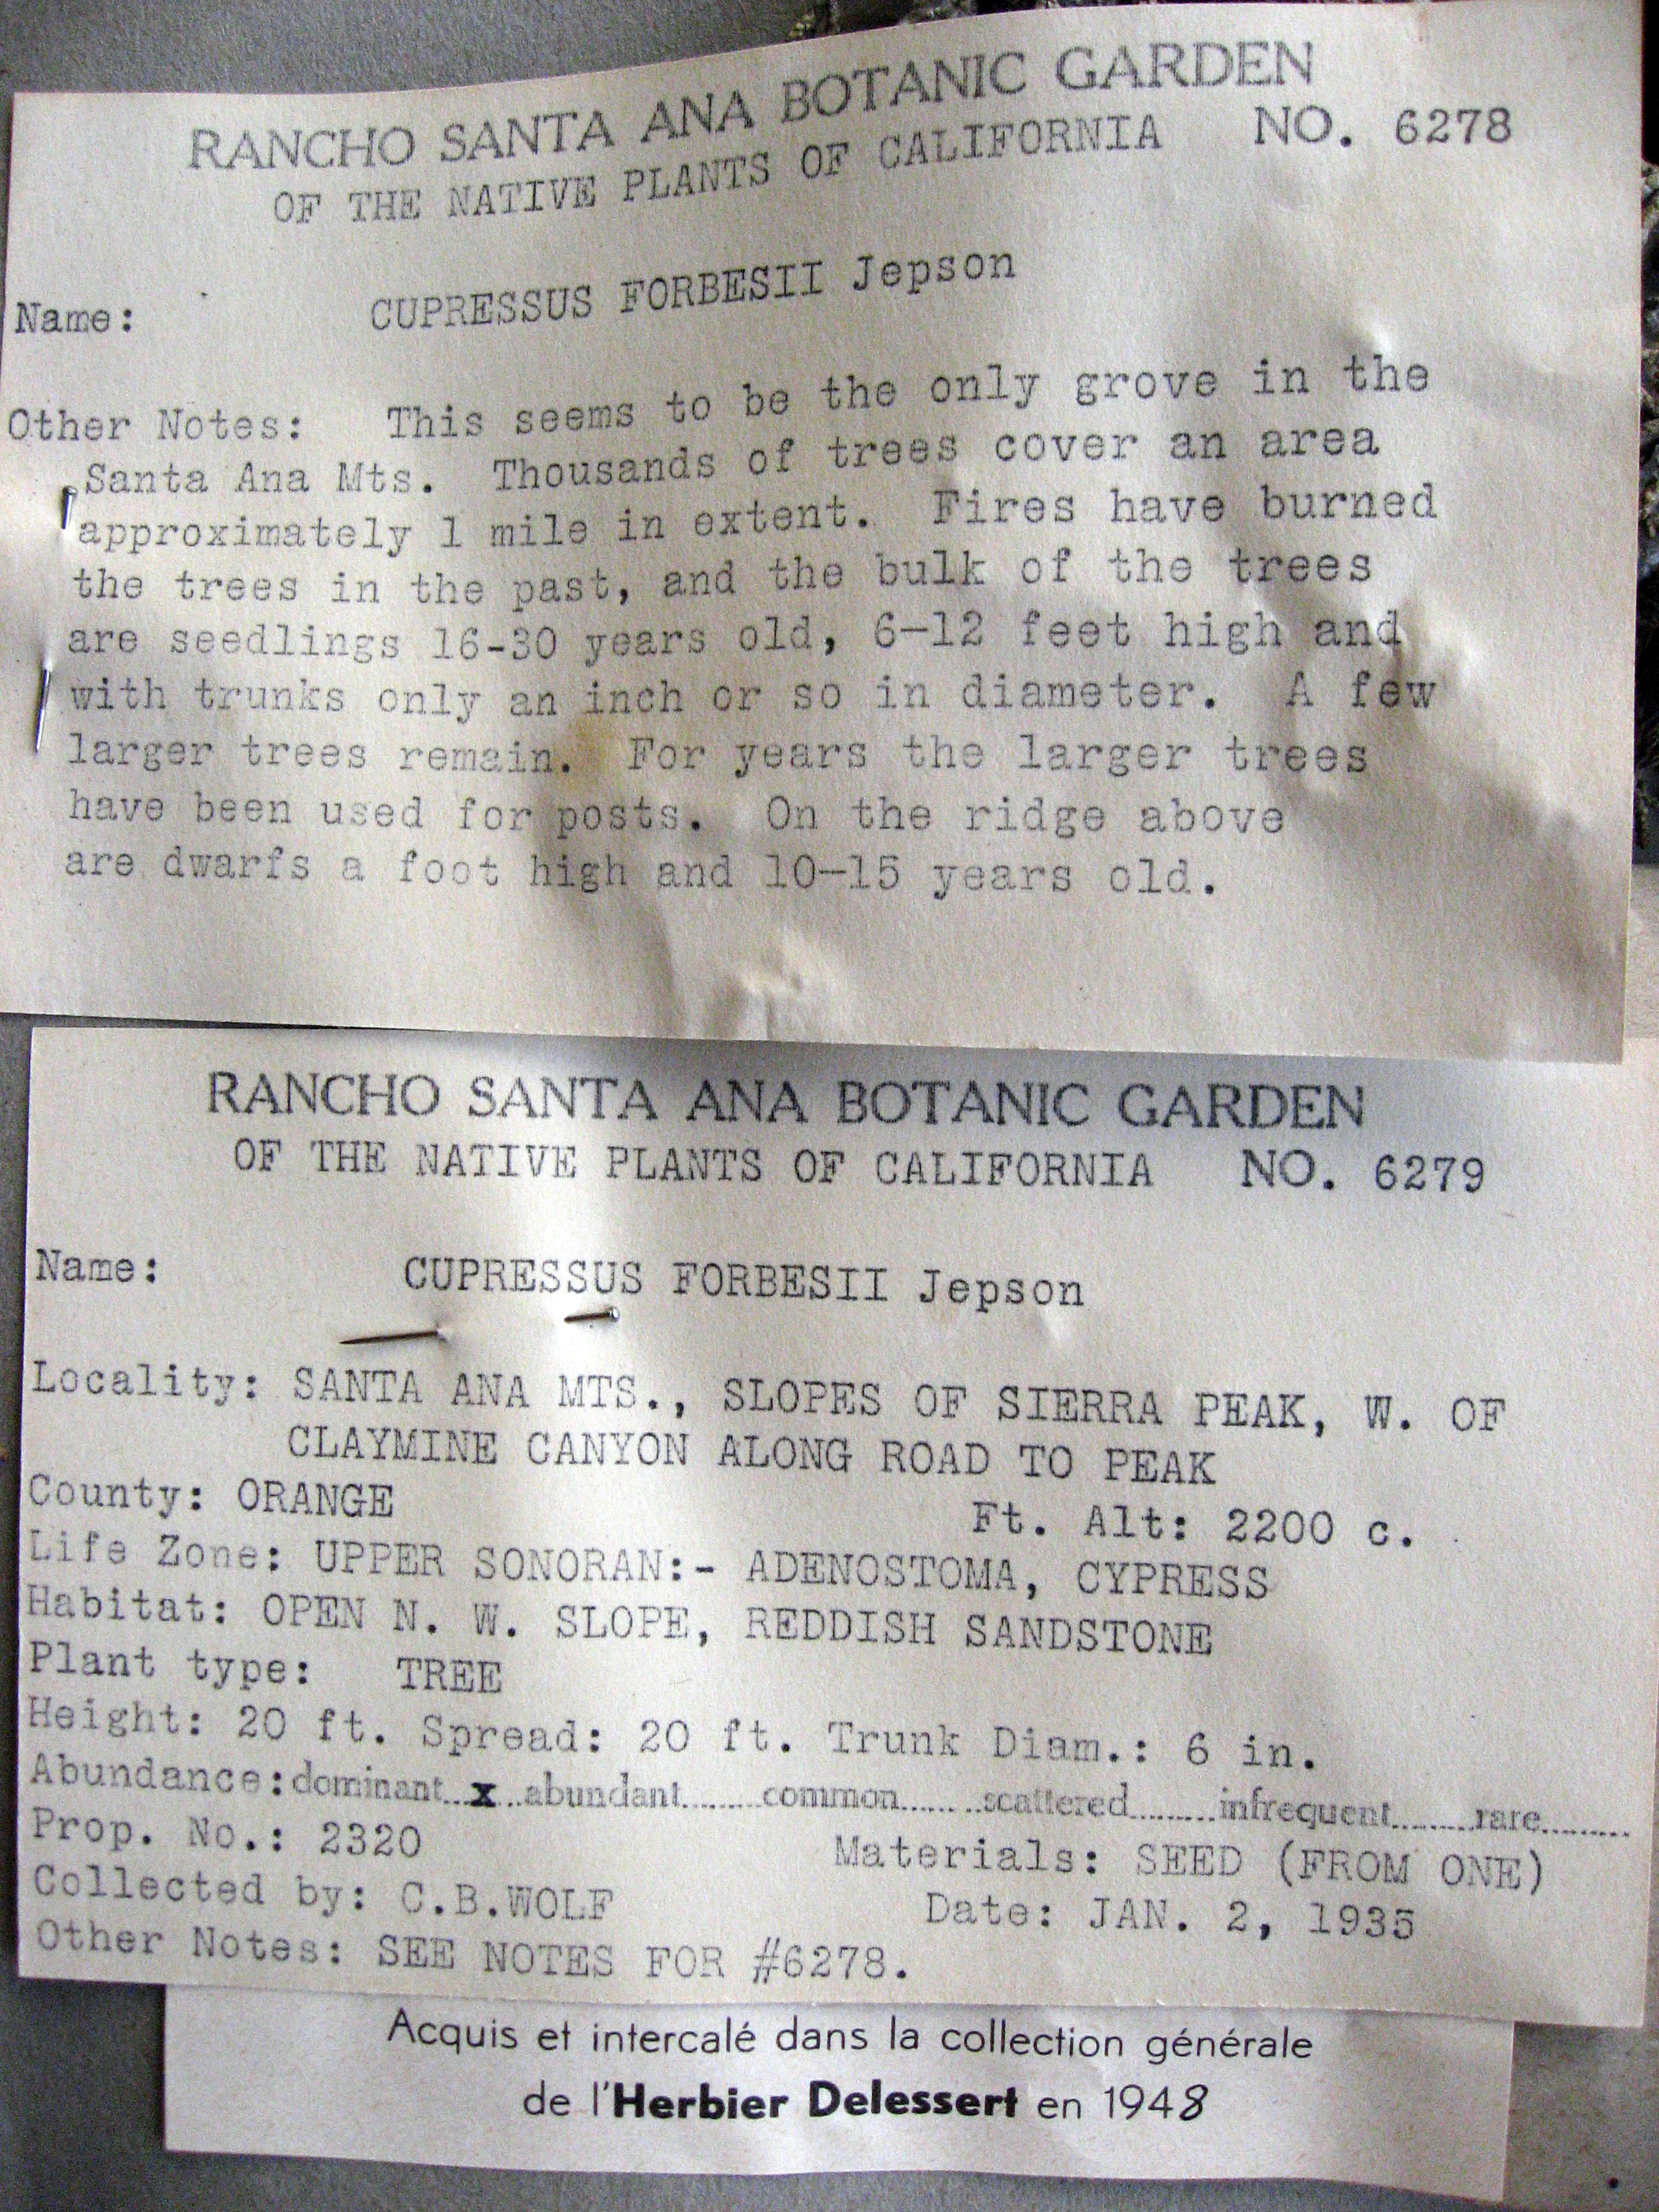 RANCHO SANTA ANA BOTANIC GARDEN
OF THE NATIVE PLANTS OF CALIFORNIA NO. 6278
Name: CUPRESSUS FORBESII Jepson
Other Notes: This seems to be the only grove in the
Santa Ana Mts. Thousands of trees cover an area
approximately 1 mile in extent. Fires have burned
the trees in the past, and the bulk of the trees
are seedlings 16-30 years old, 6-12 feet high and
with trunks only an inch or so in diameter. A few
larger trees remain. For years the larger trees
have been used for posts. On the ridge above
are dwarfs a foot high and 10-15 years old.
RANCHO SANTA ANA BOTANIC GARDEN
OF THE NATIVE PLANTS OF CALIFORNIA NO. 6279
Name: CUPRESSUS FORBESII Jepson
Locality: SANTA ANA MTS., SLOPES OF SIERRA PEAK, W. OF
CLAYMINE CANYON ALONG ROAD TO PEAK
County: ORANGE Ft. Alt: 2200 c.
Life Zone: UPPER SONORAN:- ADENOSTOMA, CYPRESS
Habitat: OPEN N. W. SLOPE, REDDISH SANDSTONE
Plant type: TREE
Height: 20 ft. Spread: 20 ft. Trunk Diam.: 6 in.
Abundance: dominant...x...abundant........common........scattered.........infrequent.........rare.........
Prop. No.: 2320 Materials: SEED (FROM ONE)
Collected by: C.B.WOLF Date: JAN. 2, 1935
Other Notes: SEE NOTES FOR #6278.
Acquis et intercalé dans la collection générale
de l'Herbier Delessert en 1948